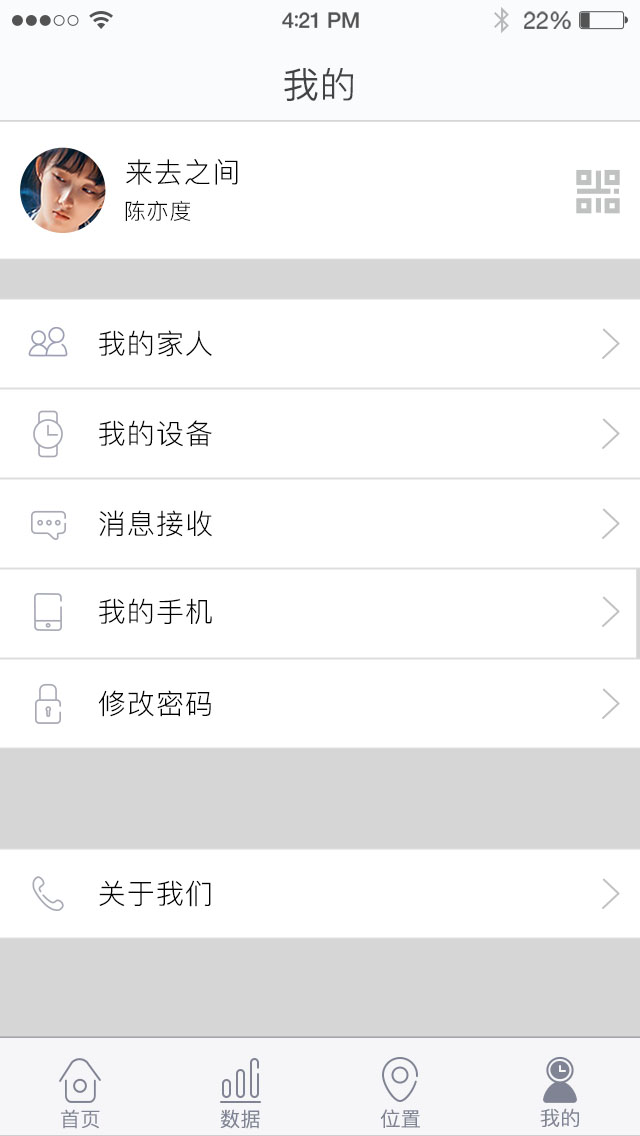 4:21 PM 22%
我的
来去之间
陈亦度
我的家人
我的设备
消息接收
我的手机
修改密码
关于我们
首页 数据 位置 我的